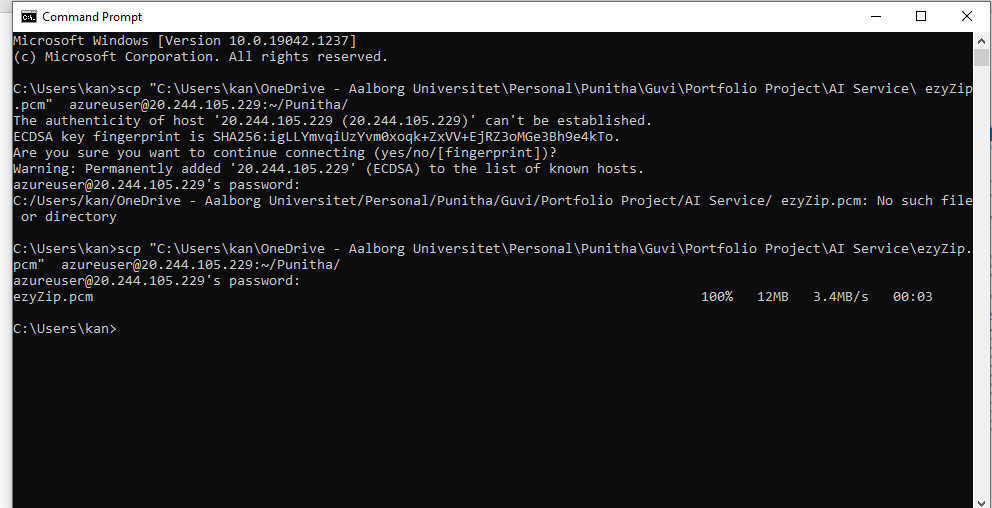 Command Prompt
Microsoft Windows [Version 10.0.19042.1237]
(c) Microsoft Corporation. All rights reserved.
C:\Users\kan>scp "C:\Users\kan\OneDrive - Aalborg Universitet\Personal\Punitha\Guvi\Portfolio Project\AI Service\ ezyZip
.pcm"  azureuser@20.244.105.229:~/Punitha/
The authenticity of host '20.244.105.229 (20.244.105.229)' can't be established.
ECDSA key fingerprint is SHA256:igLLYmvqiUzYvm0xoqk+ZxVV+EjRZ3oMGe3Bh9e4kTo.
Are you sure you want to continue connecting (yes/no/[fingerprint])?
Warning: Permanently added '20.244.105.229' (ECDSA) to the list of known hosts.
azureuser@20.244.105.229's password:
C:/Users/kan/OneDrive - Aalborg Universitet/Personal/Punitha/Guvi/Portfolio Project/AI Service/ ezyZip.pcm: No such file
 or directory
C:\Users\kan>scp "C:\Users\kan\OneDrive - Aalborg Universitet\Personal\Punitha\Guvi\Portfolio Project\AI Service\ezyZip.
pcm"  azureuser@20.244.105.229:~/Punitha/
azureuser@20.244.105.229's password:
ezyZip.pcm 100% 12MB 3.4MB/s 00:03
C:\Users\kan>